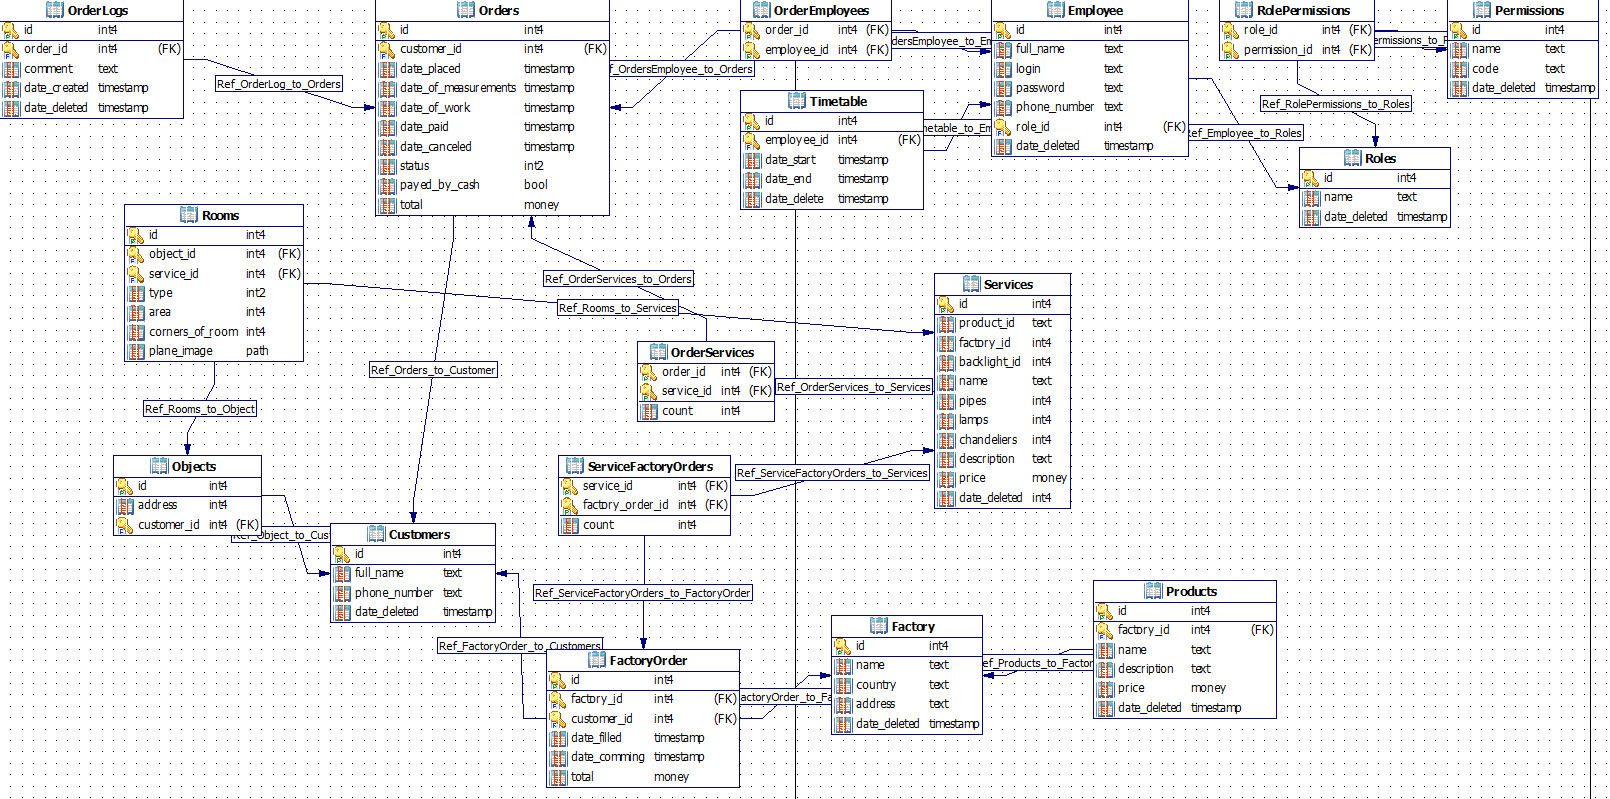 OrderLogs
id int4
order_id int4 (FK)
comment text
date_created timestamp
date_deleted timestamp
Ref_OrderLog_to_Orders
Orders
id int4
customer_id int4 (FK)
date_placed timestamp
date_of_measurements timestamp
date_of_work timestamp
date_paid timestamp
date_canceled timestamp
status int2
payed_by_cash bool
total money
OrderEmployees
order_id int4 (FK)
employee_id int4 (FK)
f_OrdersEmployee_to_Orders
dersEmployee_to_Em
Timetable
id int4
employee_id int4 (FK)
date_start timestamp
date_end timestamp
date_delete timestamp
netable_to_Em
Employee
id int4
full_name text
login text
password text
phone_number text
role_id int4 (FK)
date_deleted timestamp
RolePermissions
role_id int4 (FK)
permission_id int4 (FK)
ermissions_to_P
Permissions
id int4
name text
code text
date_deleted timestamp
Ref_RolePermissions_to_Roles
ef_Employee_to_Roles
Roles
id int4
name text
date_deleted timestamp
Rooms
id int4
object_id int4 (FK)
service_id int4 (FK)
type int2
area int4
corners_of_room int4
plane_image path
Ref_OrderServices_to_Orders
Ref_Rooms_to_Services
Services
id int4
product_id text
factory_id int4
backlight_id int4
name text
pipes int4
lamps int4
chandeliers int4
description text
price money
date_deleted int4
OrderServices
order_id int4 (FK)
service_id int4 (FK)
count int4
Ref_OrderServices_to_Services
Ref_Orders_to_Customer
Ref_Rooms_to_Object
Objects
id int4
address int4
customer_id int4 (FK)
Ref_Object_to_Cus
ServiceFactoryOrders
service_id int4 (FK)
factory_order_id int4 (FK)
count int4
Ref_ServiceFactoryOrders_to_Services
Customers
id int4
full_name text
phone_number text
date_deleted timestamp
Ref_ServiceFactoryOrders_to_FactoryOrder
Ref_FactoryOrder_to_Customers
FactoryOrder
id int4
factory_id int4 (FK)
customer_id int4 (FK)
date_filled timestamp
date_comming timestamp
total money
actoryOrder_to_Fa
Factory
id int4
name text
country text
address text
date_deleted timestamp
ef_Products_to_Factor
Products
id int4
factory_id int4 (FK)
name text
description text
price money
date_deleted timestamp